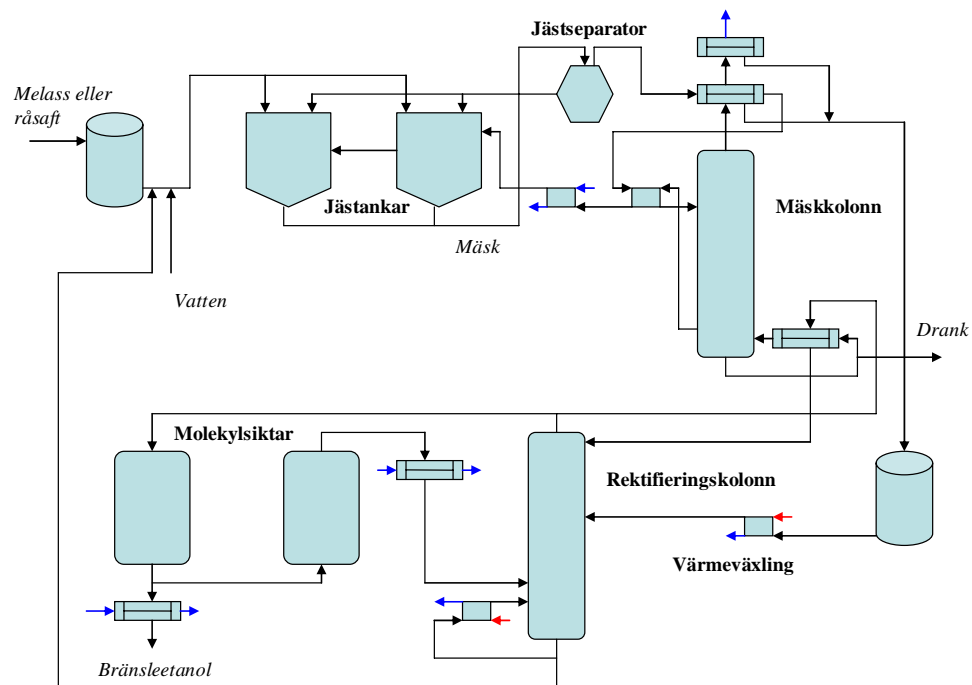 Jästseparator
Melass eller
råsaft
Jästankar
Mäskkolonn
Mäsk
Vatten
Drank
Molekylsiktar
Rektifieringskolonn
Värmeväxling
Bränsleetanol